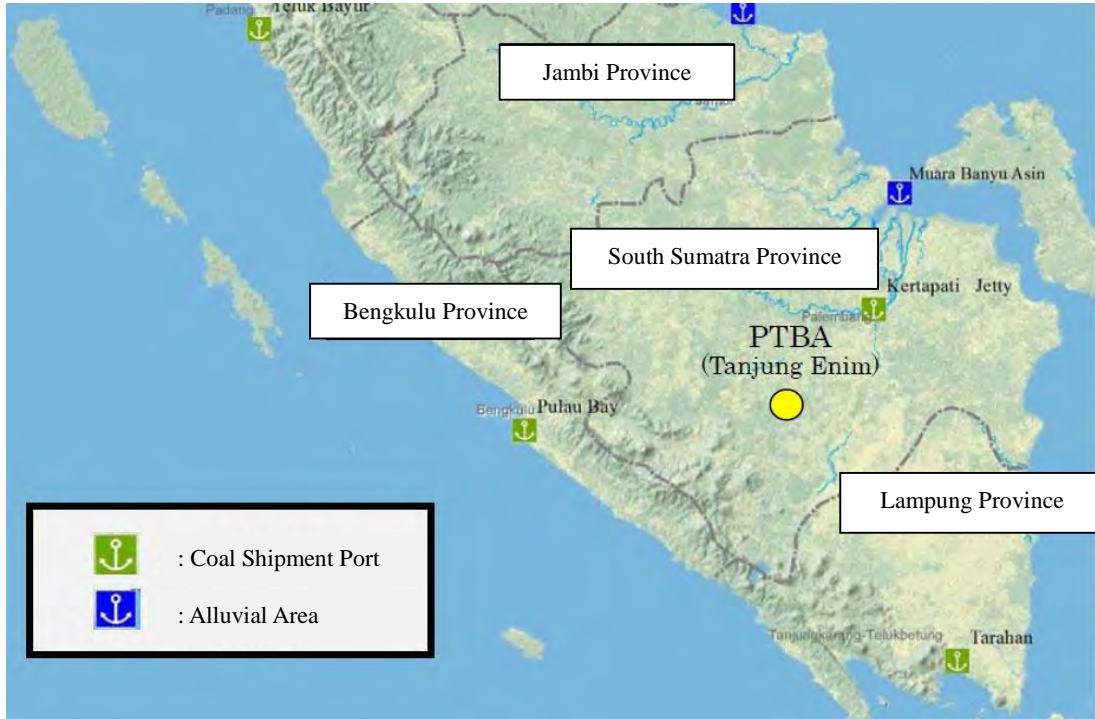 Padang
Teluk Bayur
Jambi Province
Muara Banyu Asin
South Sumatra Province
Kertapati Jetty
Palembang
Bengkulu Province
PTBA
(Tanjung Enim)
Bengkulu
Pulau Bay
Lampung Province
: Coal Shipment Port
: Alluvial Area
Tanjungkarang-Telukbetung
Tarahan